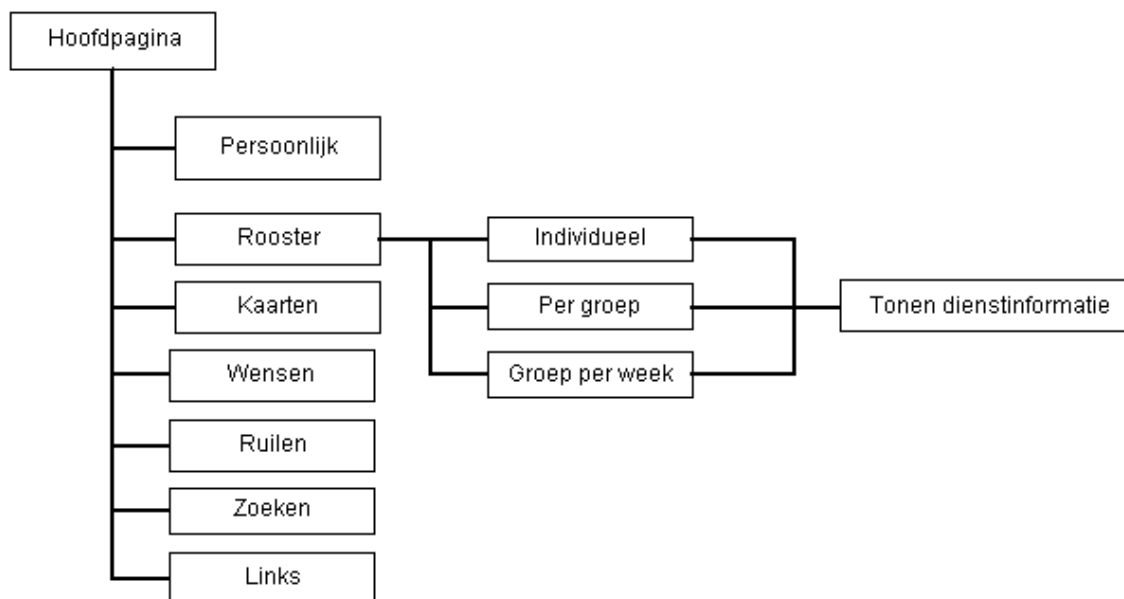 Hoofdpagina
Persoonlijk
Rooster
Individueel
Kaarten
Per groep
Tonen dienstinformatie
Wensen
Groep per week
Ruilen
Zoeken
Links